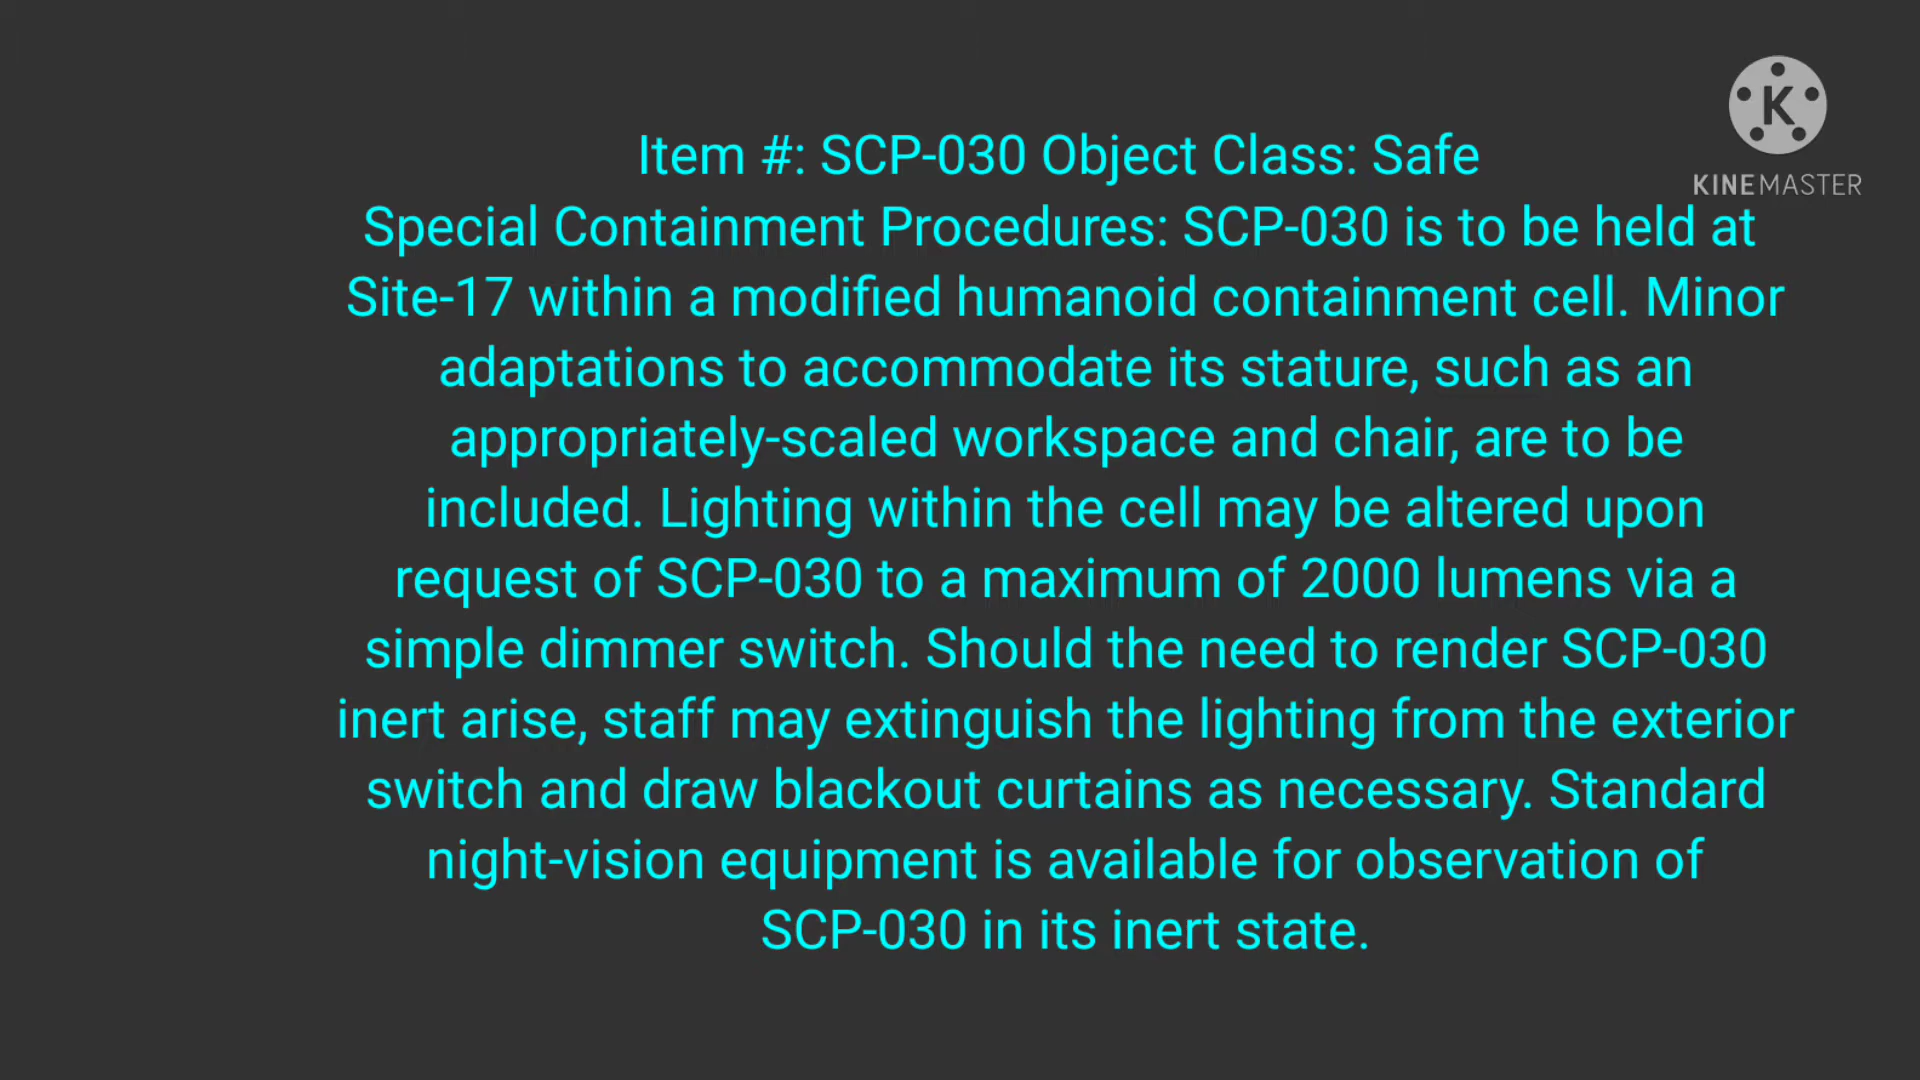 K
KINEMASTER
Item #: SCP-030 Object Class: Safe
Special Containment Procedures: SCP-030 is to be held at
Site-17 within a modified humanoid containment cell. Minor
adaptations to accommodate its stature, such as an
appropriately-scaled workspace and chair, are to be
included. Lighting within the cell may be altered upon
request of SCP-030 to a maximum of 2000 lumens via a
simple dimmer switch. Should the need to render SCP-030
inert arise, staff may extinguish the lighting from the exterior
switch and draw blackout curtains as necessary. Standard
night-vision equipment is available for observation of
SCP-030 in its inert state.